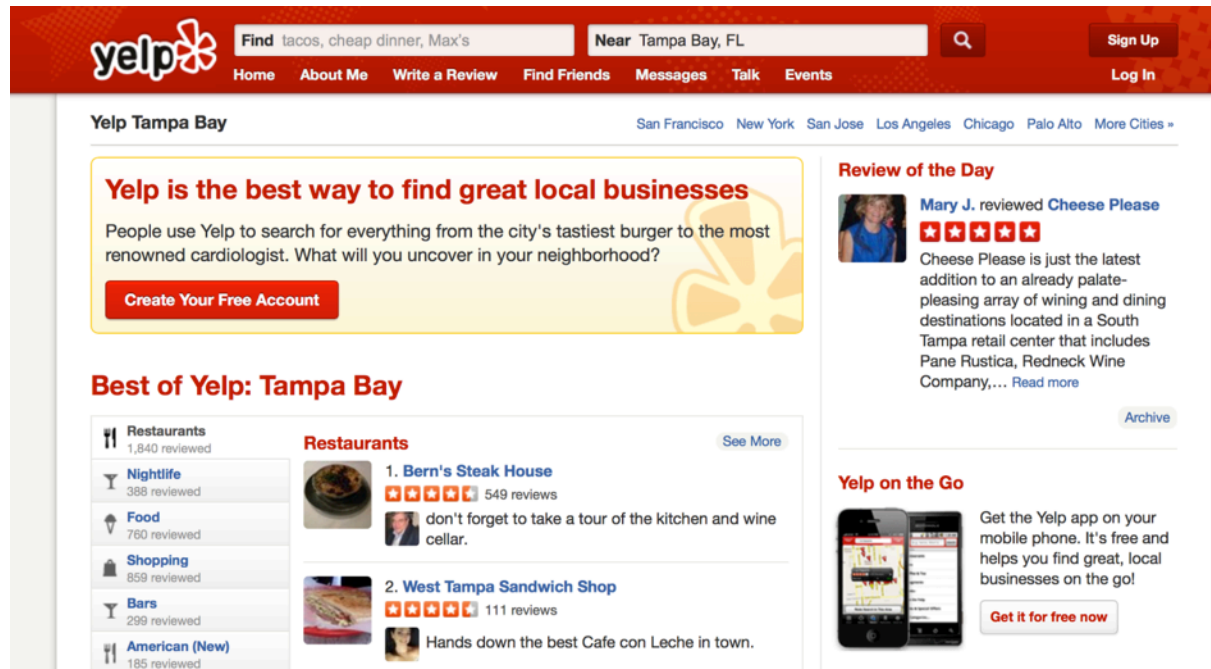 yelp
Find tacos, cheap dinner, Max's
Near Tampa Bay, FL
Sign Up
Home About Me Write a Review Find Friends Messages Talk Events
Log In
Yelp Tampa Bay
San Francisco New York San Jose Los Angeles Chicago Palo Alto More Cities »
Yelp is the best way to find great local businesses
People use Yelp to search for everything from the city's tastiest burger to the most
renowned cardiologist. What will you uncover in your neighborhood?
Create Your Free Account
Best of Yelp: Tampa Bay
Restaurants
1,840 reviewed
Nightlife
388 reviewed
Food
760 reviewed
Shopping
859 reviewed
Bars
299 reviewed
American (New)
185 reviewed
Restaurants
See More
1. Bern's Steak House
549 reviews
don't forget to take a tour of the kitchen and wine
cellar.
2. West Tampa Sandwich Shop
111 reviews
Hands down the best Cafe con Leche in town.
Review of the Day
Mary J. reviewed Cheese Please
Cheese Please is just the latest
addition to an already palate-
pleasing array of wining and dining
destinations located in a South
Tampa retail center that includes
Pane Rustica, Redneck Wine
Company,… Read more
Archive
Yelp on the Go
Get the Yelp app on your
mobile phone. It's free and
helps you find great, local
businesses on the go!
Get it for free now